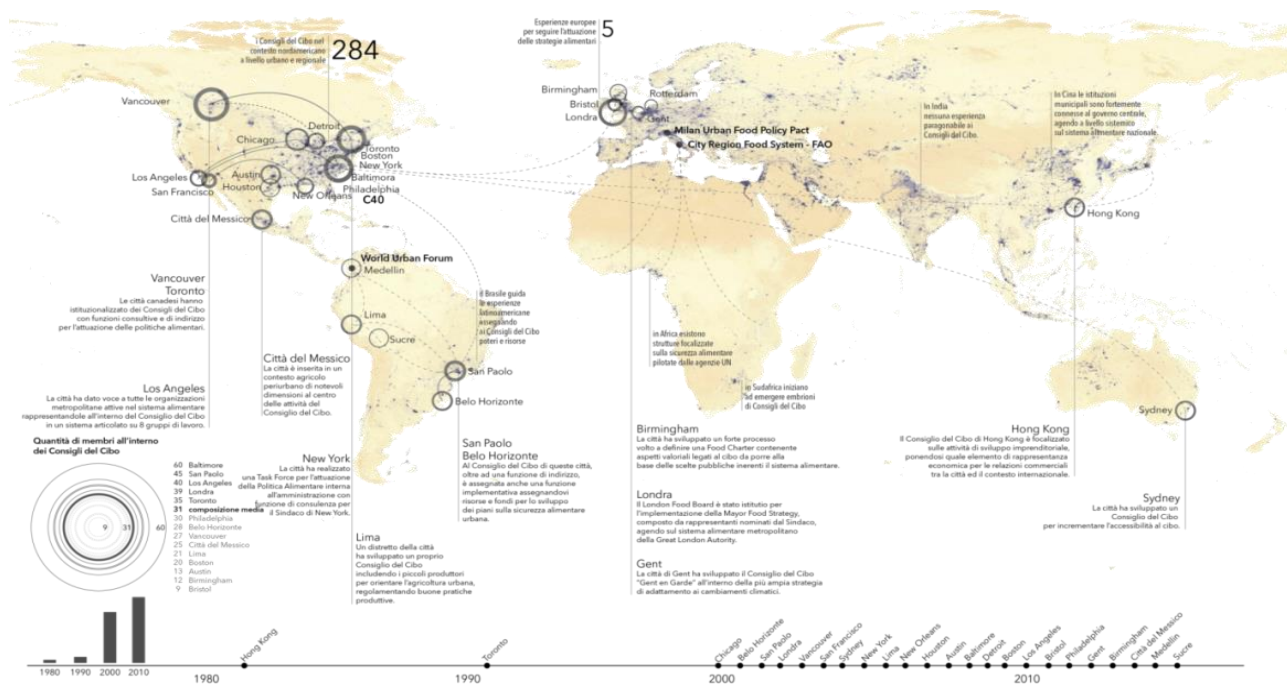 i Consigli del Cibo nel
contesto nordamericano
a livello urbano e regionale
284
Esperienze europee
per seguire l'attuazione
delle strategie alimentari
5
Vancouver
Chicago
Detroit
Toronto
Boston
New York
Baltimora
Philadelphia
C40
Los Angeles
San Francisco
Austin
Houston
New Orleans
Città del Messico
World Urban Forum
Medellin
Lima
Sucre
San Paolo
Belo Horizonte
Birmingham
Bristol
Londra
Rotterdam
Gent
Milan Urban Food Policy Pact
City Region Food System - FAO
In India
nessuna esperienza
paragonabile ai
Consigli del Cibo.
In Cina le istituzioni
municipali sono fortemente
connesse al governo centrale,
agendo a livello sistemico
sul sistema alimentare nazionale.
Hong Kong
Sydney
il Brasile guida
le esperienze
latinoamericane
assegnando
ai Consigli del Cibo
poteri e risorse
in Africa esistono
strutture focalizzate
sulla sicurezza alimentare
pilotate dalle agenzie UN
in Sudafrica iniziano
ad emergere embrioni
di Consigli del Cibo
Vancouver
Toronto
Le città canadesi hanno
istituzionalizzato dei Consigli del Cibo
con funzioni consultive e di indirizzo
per l'attuazione delle politiche alimentari.
Los Angeles
La città ha dato voce a tutte le organizzazioni
metropolitane attive nel sistema alimentare
rappresentandole all'interno del Consiglio del Cibo
in un sistema articolato su 8 gruppi di lavoro.
Città del Messico
La città è inserita in un
contesto agricolo
periurbano di notevoli
dimensioni al centro
delle attività del
Consiglio del Cibo.
New York
La città ha realizzato
una Task Force per l'attuazione
della Politica Alimentare interna
all'amministrazione con
funzione di consulenza per
il Sindaco di New York.
Lima
Un distretto della città
ha sviluppato un proprio
Consiglio del Cibo
includendo i piccoli produttori
per orientare l'agricoltura urbana,
regolamentando buone pratiche
produttive.
San Paolo
Belo Horizonte
Al Consiglio del Cibo di queste città,
oltre ad una funzione di indirizzo,
è assegnata anche una funzione
implementativa assegnandovi
risorse e fondi per lo sviluppo
dei piani sulla sicurezza alimentare
urbana.
Birmingham
La città ha sviluppato un forte processo
volto a definire una Food Charter contenente
aspetti valoriali legati al cibo da porre alla
base delle scelte pubbliche inerenti il sistema alimentare.
Londra
Il London Food Board è stato istituto per
l'implementazione della Mayor Food Strategy,
composto da rappresentanti nominati dal Sindaco,
agendo sul sistema alimentare metropolitano
della Great London Autority.
Gent
La città di Gent ha sviluppato il Consiglio del Cibo
"Gent en Garde" all'interno della più ampia strategia
di adattamento ai cambiamenti climatici.
Hong Kong
Il Consiglio del Cibo di Hong Kong è focalizzato
sulle attività di sviluppo imprenditoriale,
ponendosi quale elemento di rappresentanza
economica per le relazioni commerciali
tra la città ed il contesto internazionale.
Sydney
La città ha sviluppato un
Consiglio del Cibo
per incrementare l'accessibilità al cibo.
Quantità di membri all'interno
dei Consigli del Cibo
9 31 60
60 Baltimore
45 San Paolo
40 Los Angeles
39 Londra
35 Toronto
31 composizione media
30 Philadelphia
28 Belo Horizonte
27 Vancouver
25 Città del Messico
21 Lima
20 Boston
13 Austin
12 Birmingham
9 Bristol
1980 1990 2000 2010
Hong Kong
Toronto
Chicago
Belo Horizonte
San Paolo
Londra
Vancouver
San Francisco
Sydney
New York
Lima
New Orleans
Houston
Austin
Baltimore
Detroit
Boston
Los Angeles
Bristol
Philadelphia
Gent
Birmingham
Città del Messico
Medellin
Sucre
1980 1990 2000 2010